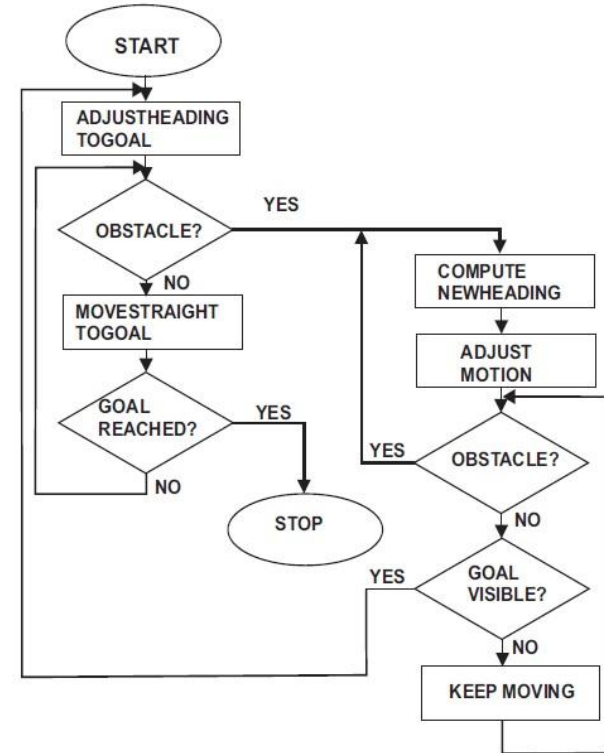 START
ADJUSTHEADING
TOGOAL
OBSTACLE?
YES
NO
MOVESTRAIGHT
TOGOAL
GOAL
REACHED?
YES
NO
STOP
COMPUTE
NEWHEADING
ADJUST
MOTION
OBSTACLE?
YES
NO
GOAL
VISIBLE?
YES
NO
KEEP MOVING